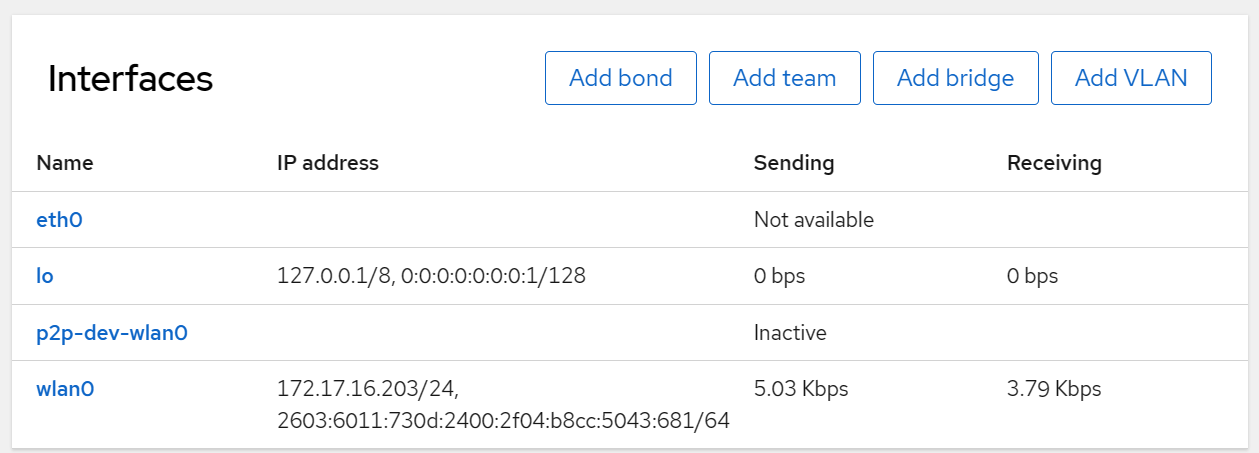 Interfaces Add bond Add team Add bridge Add VLAN
Name IP address Sending Receiving
eth0 Not available
lo 127.0.0.1/8, 0:0:0:0:0:0:0:1/128 0 bps 0 bps
p2p-dev-wlan0 Inactive
wlan0 172.17.16.203/24, 5.03 Kbps 3.79 Kbps
2603:6011:730d:2400:2f04:b8cc:5043:681/64